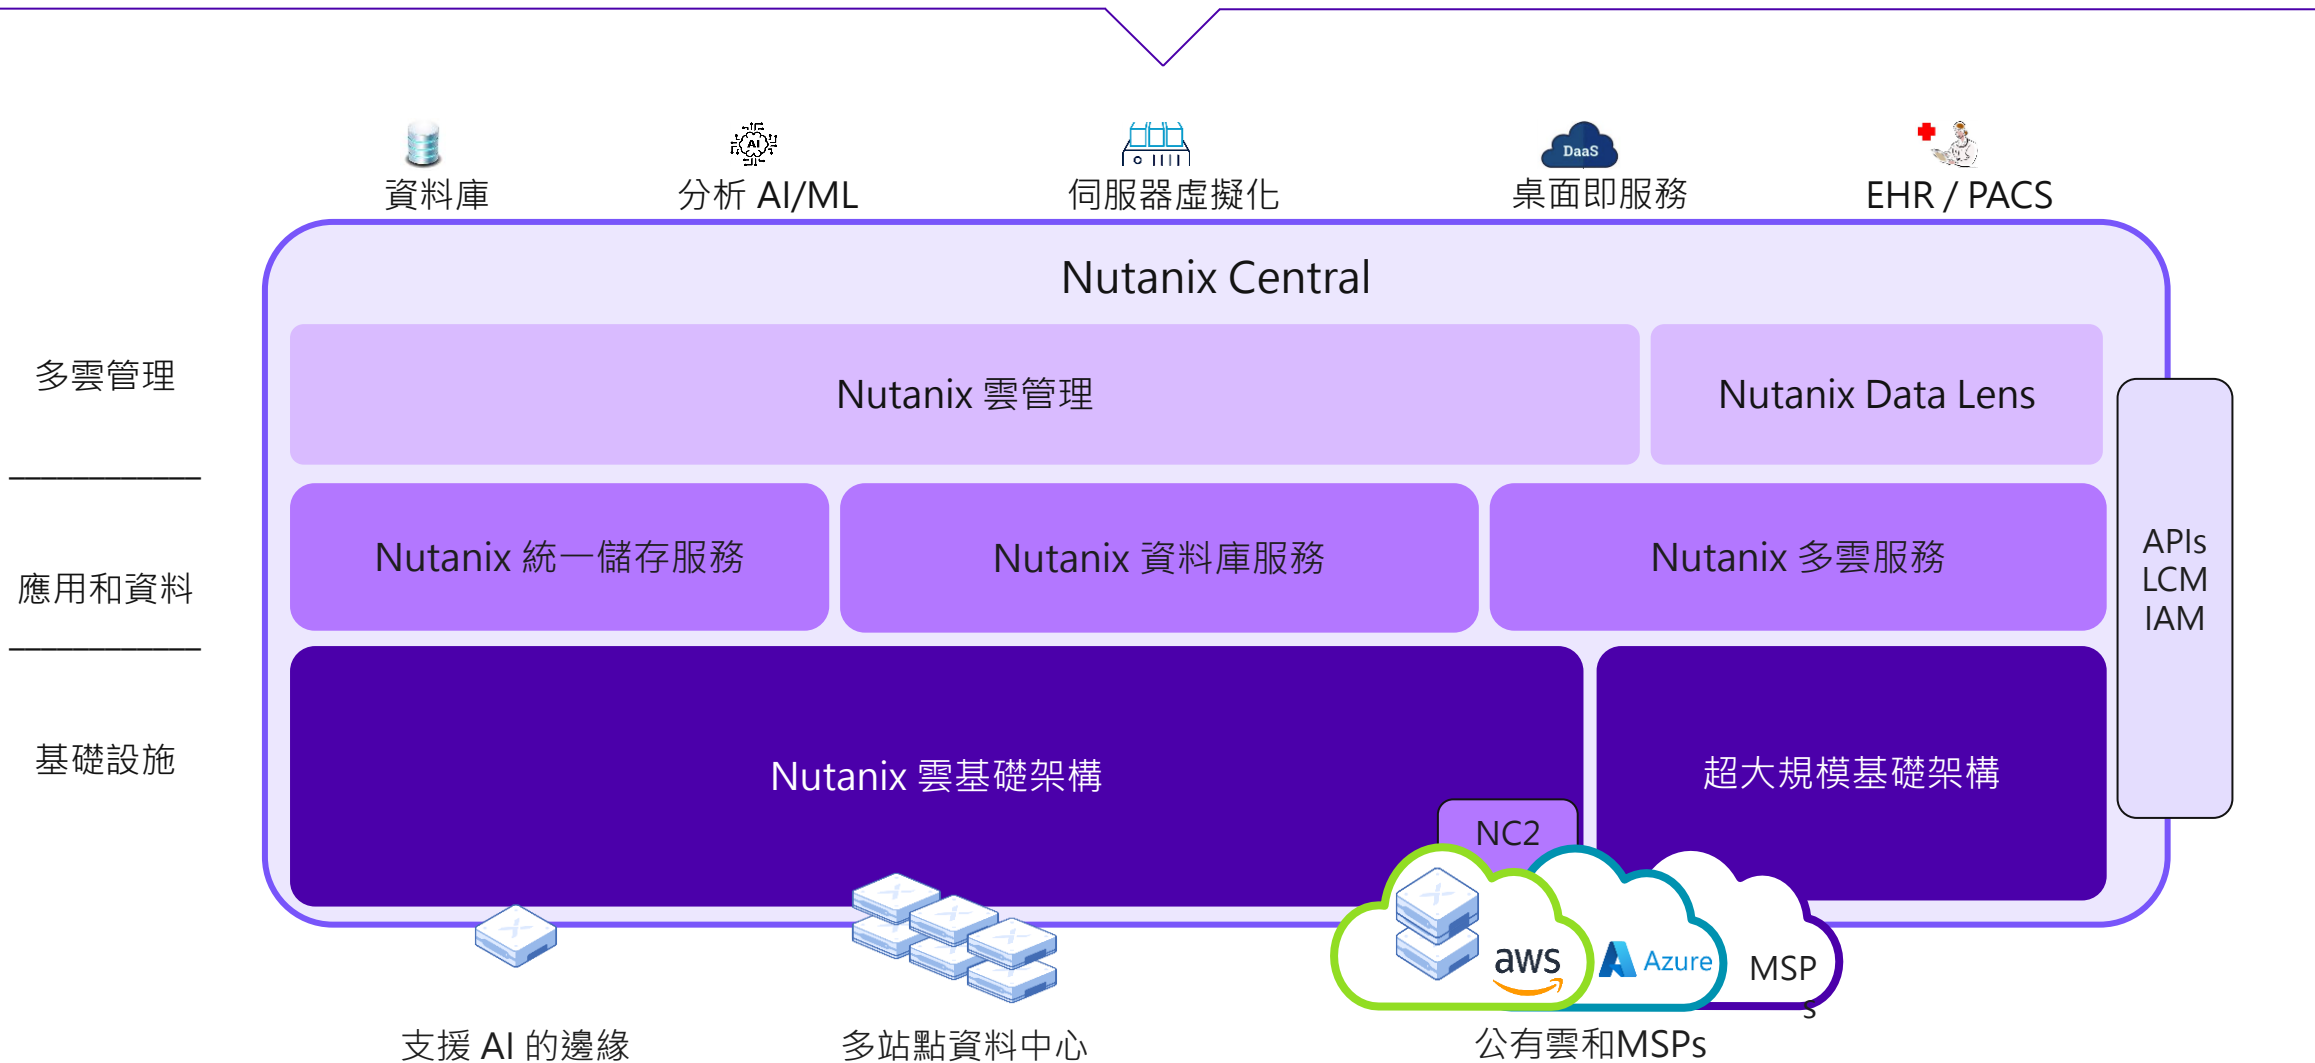 資料庫
AI
分析 AI/ML
伺服器虛擬化
DaaS
桌面即服務
EHR / PACS
Nutanix Central
多雲管理
Nutanix 雲管理
Nutanix Data Lens
應用和資料
Nutanix 統一儲存服務
Nutanix 資料庫服務
Nutanix 多雲服務
APIs
LCM
IAM
基礎設施
Nutanix 雲基礎架構
超大規模基礎架構
NC2
aws
Azure
MSP
s
支援 AI 的邊緣
多站點資料中心
公有雲和MSPs